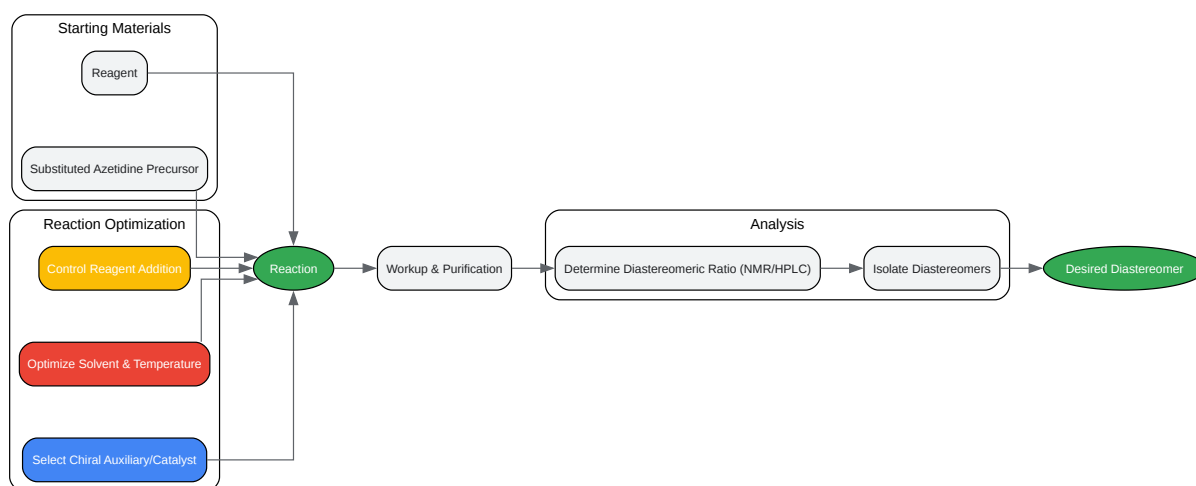 Starting Materials
Reagent
Substituted Azetidine Precursor
Reaction Optimization
Control Reagent Addition
Optimize Solvent & Temperature
Select Chiral Auxiliary/Catalyst
Reaction
Workup & Purification
Analysis
Determine Diastereomeric Ratio (NMR/HPLC)
Isolate Diastereomers
Desired Diastereomer